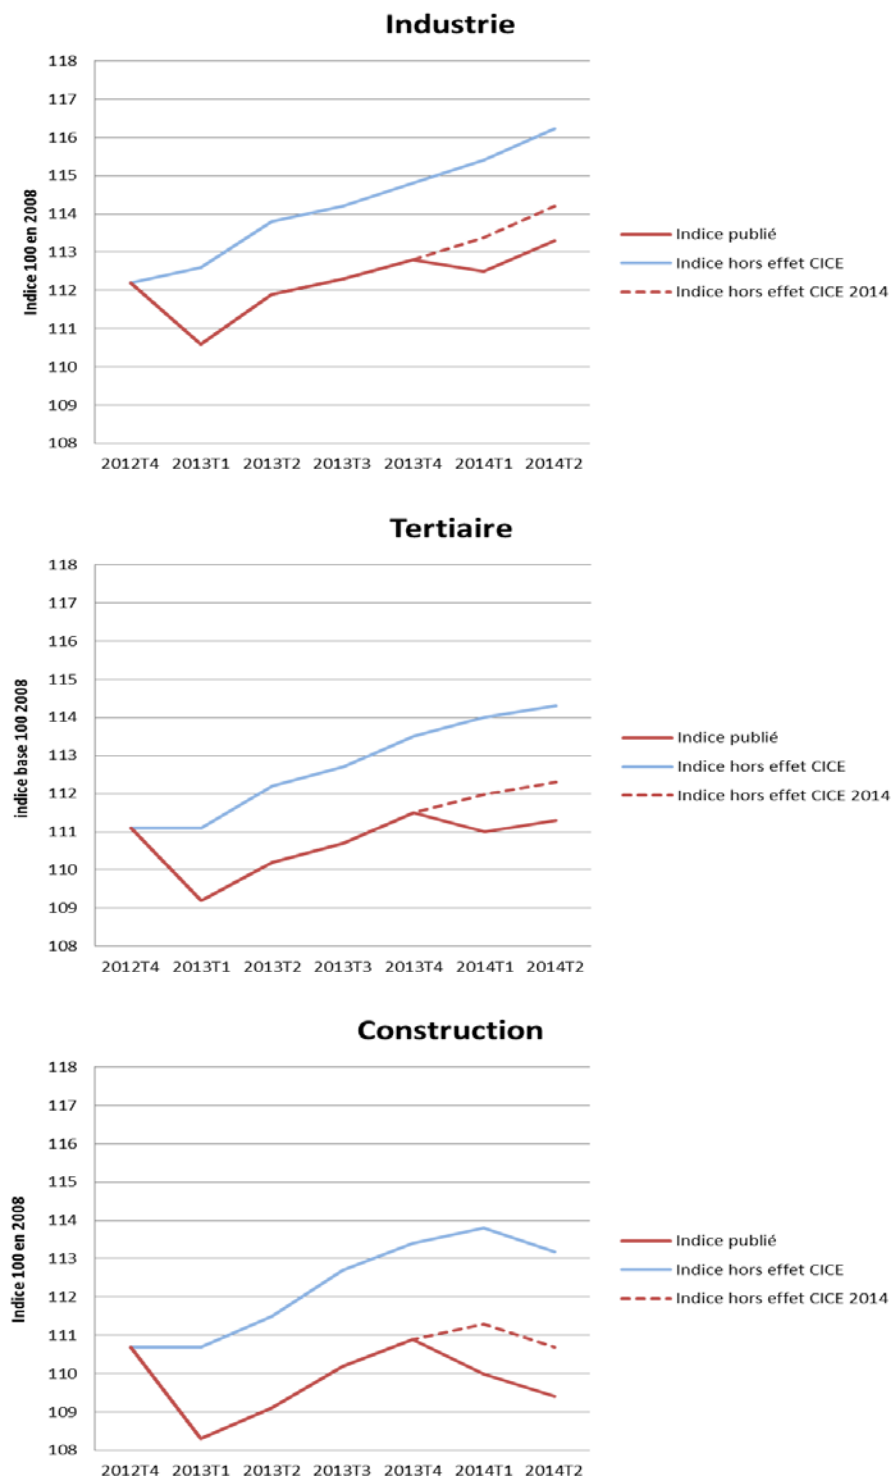 Industrie
118
117
116
115
114
113
112
111
110
109
108
Indice 100 en 2008
2012T4 2013T1 2013T2 2013T3 2013T4 2014T1 2014T2
Indice publié
Indice hors effet CICE
Indice hors effet CICE 2014
Tertiaire
118
117
116
115
114
113
112
111
110
109
108
indice base 100 2008
2012T4 2013T1 2013T2 2013T3 2013T4 2014T1 2014T2
Indice publié
Indice hors effet CICE
Indice hors effet CICE 2014
Construction
118
117
116
115
114
113
112
111
110
109
108
Indice 100 en 2008
2012T4 2013T1 2013T2 2013T3 2013T4 2014T1 2014T2
Indice publié
Indice hors effet CICE
Indice hors effet CICE 2014